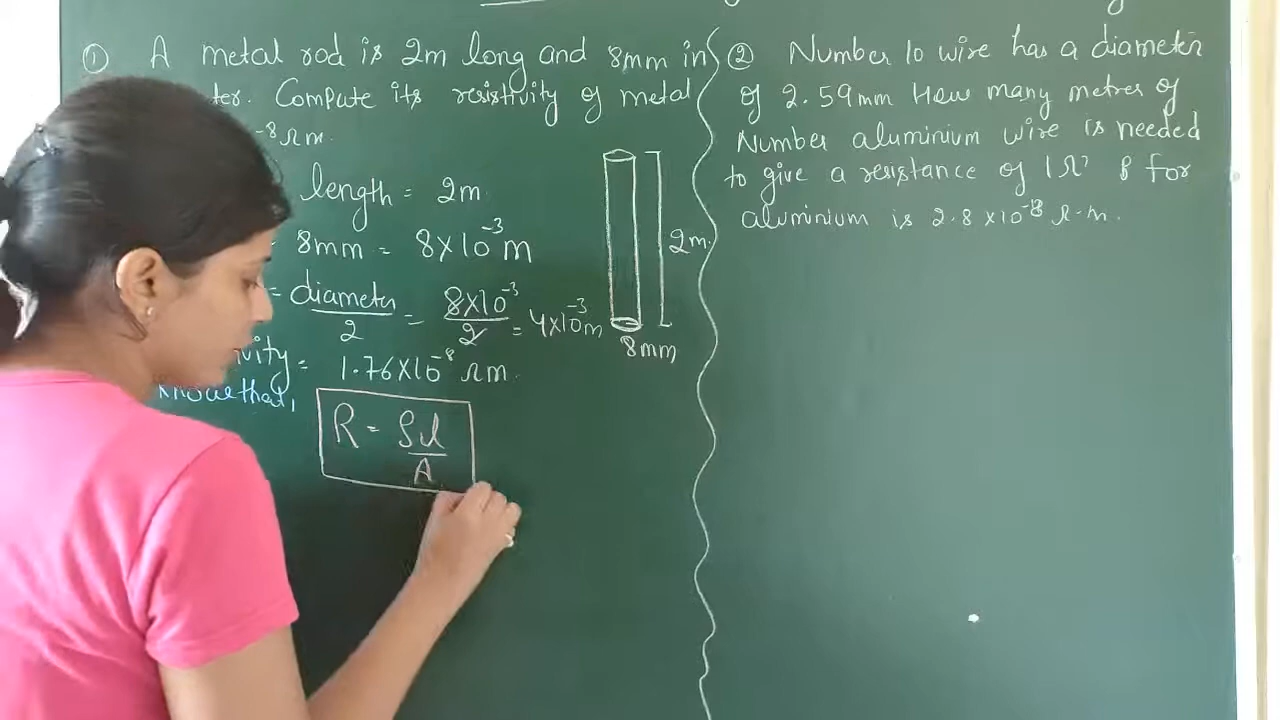 ① A metal rod is 2m long and 8mm in
ter. Compute its resistivity of metal
-8 Ωm.
length = 2m
8mm = 8×10⁻³m
= diameter/2 = 8×10⁻³/2 = 4×10⁻³m
vity = 1.76×10⁻⁸ Ωm.
know that,
R = ρl/A
2m.
8mm
② Number 10 wire has a diameter
of 2.59mm How many metres of
Number aluminium wire is needed
to give a resistance of 1Ω? ρ for
aluminium is 2.8×10⁻⁸ Ω-m.